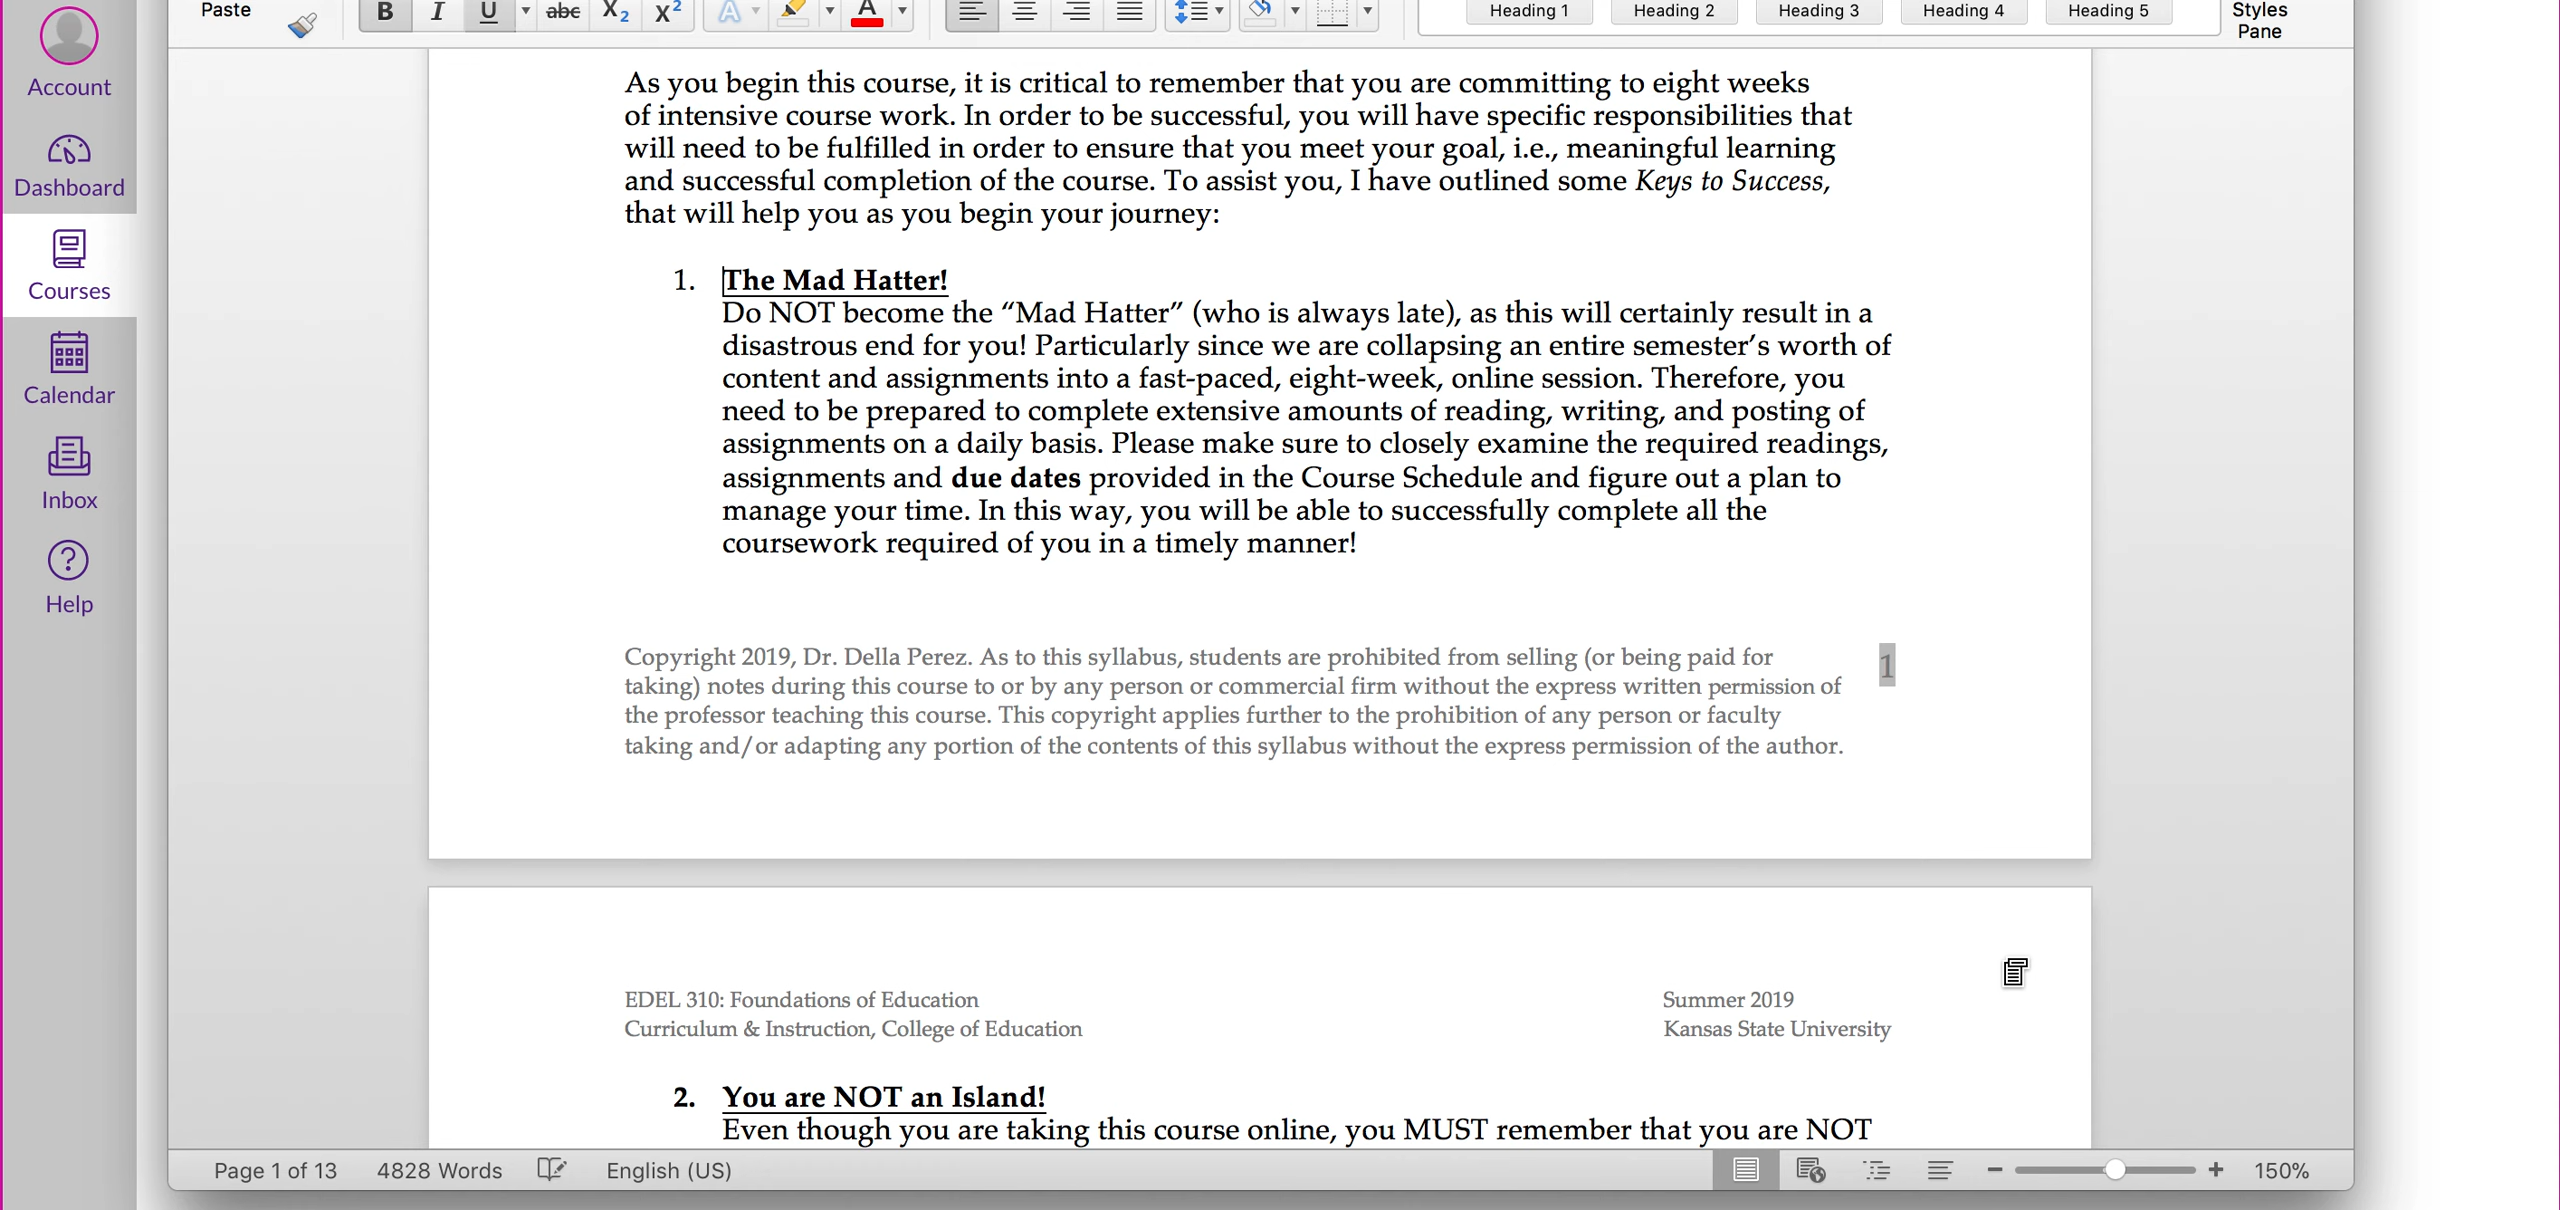 Paste
B I U abc X2 X2 A A
Heading 1 Heading 2 Heading 3 Heading 4 Heading 5
Styles
Pane
Account
Dashboard
Courses
Calendar
Inbox
Help
As you begin this course, it is critical to remember that you are committing to eight weeks
of intensive course work. In order to be successful, you will have specific responsibilities that
will need to be fulfilled in order to ensure that you meet your goal, i.e., meaningful learning
and successful completion of the course. To assist you, I have outlined some Keys to Success,
that will help you as you begin your journey:
1. The Mad Hatter!
Do NOT become the “Mad Hatter” (who is always late), as this will certainly result in a
disastrous end for you! Particularly since we are collapsing an entire semester’s worth of
content and assignments into a fast-paced, eight-week, online session. Therefore, you
need to be prepared to complete extensive amounts of reading, writing, and posting of
assignments on a daily basis. Please make sure to closely examine the required readings,
assignments and due dates provided in the Course Schedule and figure out a plan to
manage your time. In this way, you will be able to successfully complete all the
coursework required of you in a timely manner!
Copyright 2019, Dr. Della Perez. As to this syllabus, students are prohibited from selling (or being paid for
taking) notes during this course to or by any person or commercial firm without the express written permission of
the professor teaching this course. This copyright applies further to the prohibition of any person or faculty
taking and/or adapting any portion of the contents of this syllabus without the express permission of the author.
1
EDEL 310: Foundations of Education
Curriculum & Instruction, College of Education
Summer 2019
Kansas State University
2. You are NOT an Island!
Even though you are taking this course online, you MUST remember that you are NOT
Page 1 of 13 4828 Words English (US) 150%